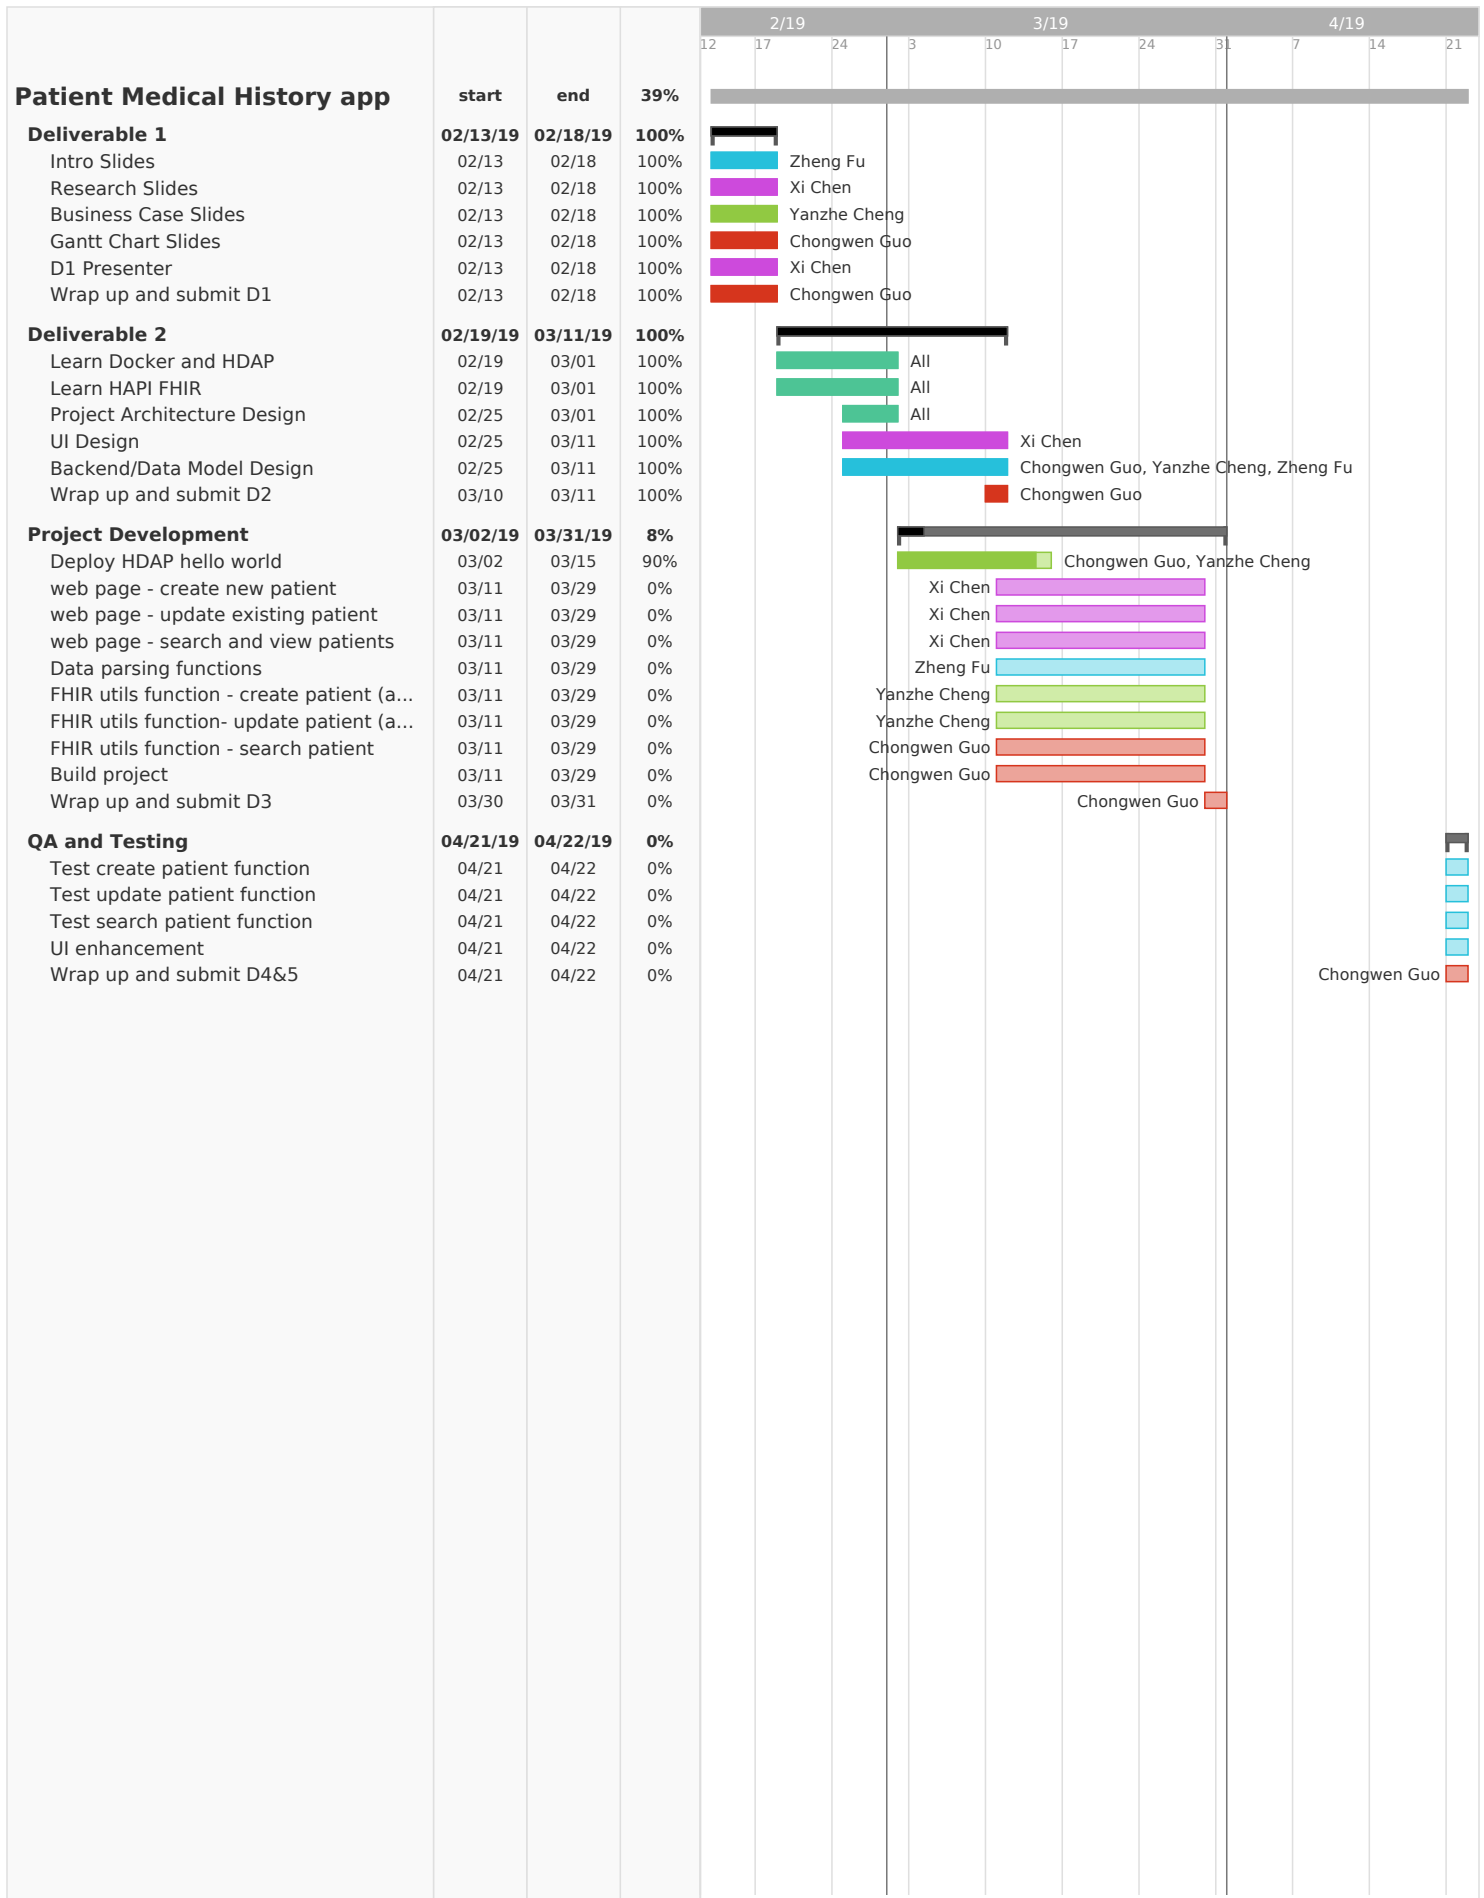 2/19 3/19 4/19
12 17 24 3 10 17 24 31 7 14 21
Patient Medical History app start end 39%
Deliverable 1 02/13/19 02/18/19 100%
Intro Slides 02/13 02/18 100% Zheng Fu
Research Slides 02/13 02/18 100% Xi Chen
Business Case Slides 02/13 02/18 100% Yanzhe Cheng
Gantt Chart Slides 02/13 02/18 100% Chongwen Guo
D1 Presenter 02/13 02/18 100% Xi Chen
Wrap up and submit D1 02/13 02/18 100% Chongwen Guo
Deliverable 2 02/19/19 03/11/19 100%
Learn Docker and HDAP 02/19 03/01 100% All
Learn HAPI FHIR 02/19 03/01 100% All
Project Architecture Design 02/25 03/01 100% All
UI Design 02/25 03/11 100% Xi Chen
Backend/Data Model Design 02/25 03/11 100% Chongwen Guo, Yanzhe Cheng, Zheng Fu
Wrap up and submit D2 03/10 03/11 100% Chongwen Guo
Project Development 03/02/19 03/31/19 8%
Deploy HDAP hello world 03/02 03/15 90% Chongwen Guo, Yanzhe Cheng
web page - create new patient 03/11 03/29 0% Xi Chen
web page - update existing patient 03/11 03/29 0% Xi Chen
web page - search and view patients 03/11 03/29 0% Xi Chen
Data parsing functions 03/11 03/29 0% Zheng Fu
FHIR utils function - create patient (a... 03/11 03/29 0% Yanzhe Cheng
FHIR utils function- update patient (a... 03/11 03/29 0% Yanzhe Cheng
FHIR utils function - search patient 03/11 03/29 0% Chongwen Guo
Build project 03/11 03/29 0% Chongwen Guo
Wrap up and submit D3 03/30 03/31 0% Chongwen Guo
QA and Testing 04/21/19 04/22/19 0%
Test create patient function 04/21 04/22 0%
Test update patient function 04/21 04/22 0%
Test search patient function 04/21 04/22 0%
UI enhancement 04/21 04/22 0%
Wrap up and submit D4&5 04/21 04/22 0% Chongwen Guo